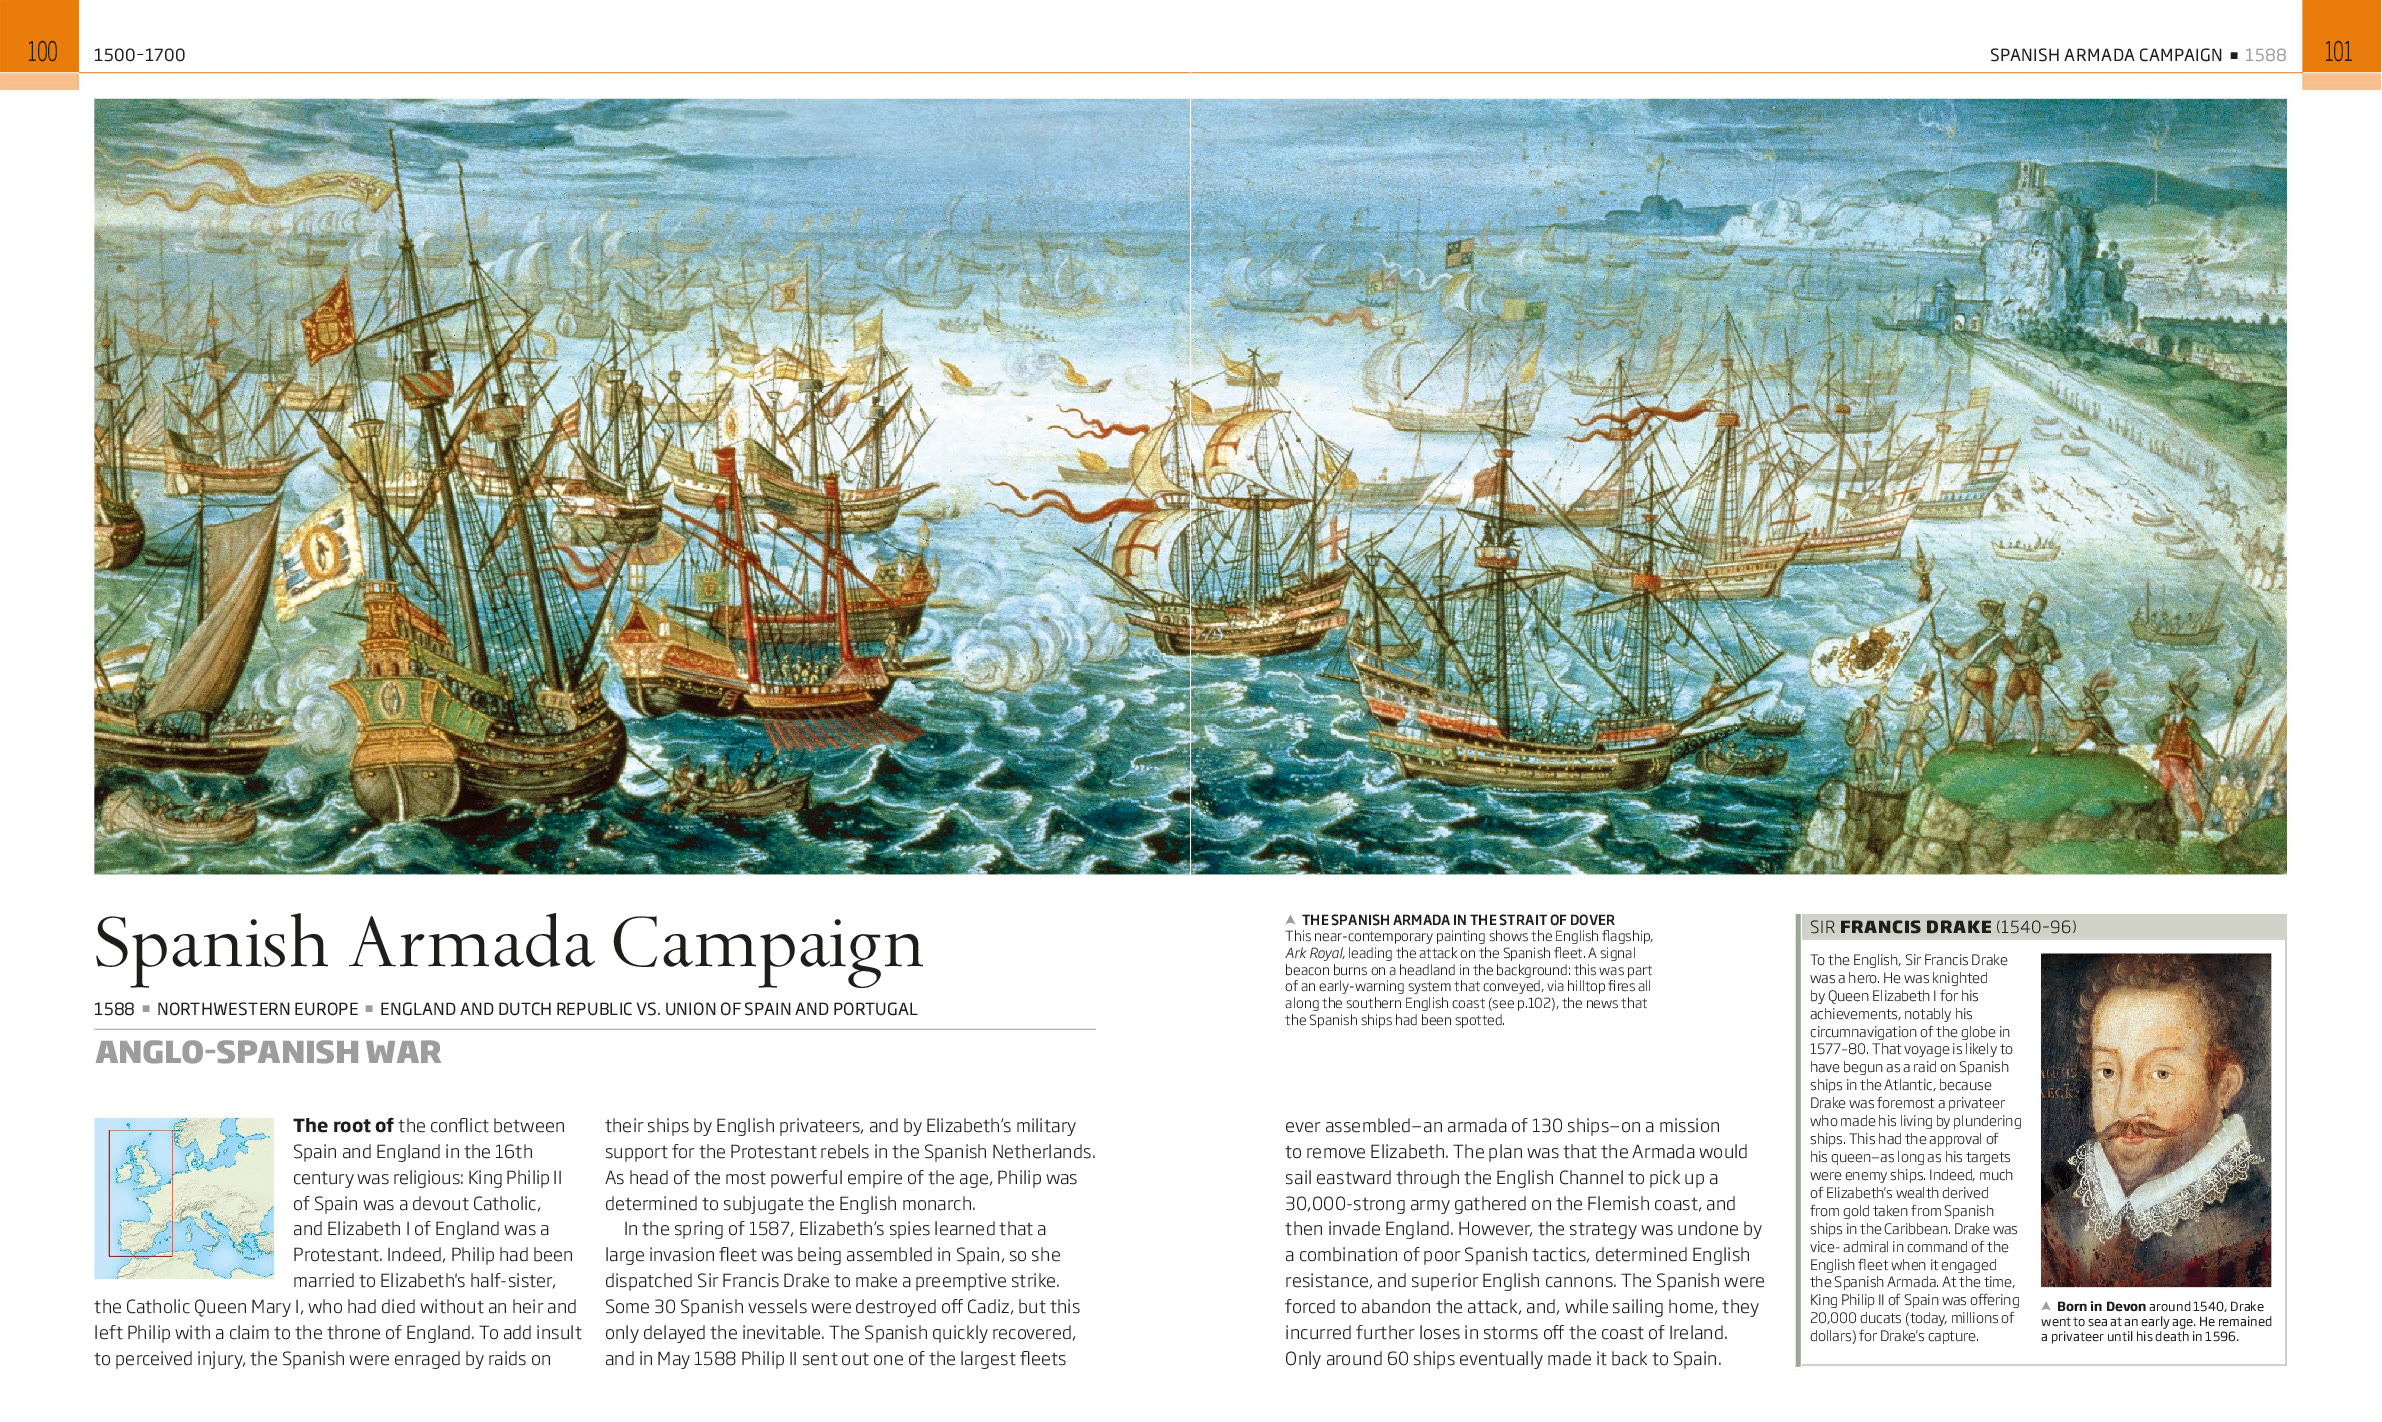 100
1500–1700
SPANISH ARMADA CAMPAIGN ■ 1588
101
Spanish Armada Campaign
1588 ■ NORTHWESTERN EUROPE ■ ENGLAND AND DUTCH REPUBLIC VS. UNION OF SPAIN AND PORTUGAL
ANGLO-SPANISH WAR
The root of the conflict between
Spain and England in the 16th
century was religious: King Philip II
of Spain was a devout Catholic,
and Elizabeth I of England was a
Protestant. Indeed, Philip had been
married to Elizabeth's half-sister,
the Catholic Queen Mary I, who had died without an heir and
left Philip with a claim to the throne of England. To add insult
to perceived injury, the Spanish were enraged by raids on
their ships by English privateers, and by Elizabeth's military
support for the Protestant rebels in the Spanish Netherlands.
As head of the most powerful empire of the age, Philip was
determined to subjugate the English monarch.
In the spring of 1587, Elizabeth's spies learned that a
large invasion fleet was being assembled in Spain, so she
dispatched Sir Francis Drake to make a preemptive strike.
Some 30 Spanish vessels were destroyed off Cadiz, but this
only delayed the inevitable. The Spanish quickly recovered,
and in May 1588 Philip II sent out one of the largest fleets
▲ THE SPANISH ARMADA IN THE STRAIT OF DOVER
This near-contemporary painting shows the English flagship,
Ark Royal, leading the attack on the Spanish fleet. A signal
beacon burns on a headland in the background: this was part
of an early-warning system that conveyed, via hilltop fires all
along the southern English coast (see p.102), the news that
the Spanish ships had been spotted.
ever assembled—an armada of 130 ships—on a mission
to remove Elizabeth. The plan was that the Armada would
sail eastward through the English Channel to pick up a
30,000-strong army gathered on the Flemish coast, and
then invade England. However, the strategy was undone by
a combination of poor Spanish tactics, determined English
resistance, and superior English cannons. The Spanish were
forced to abandon the attack, and, while sailing home, they
incurred further loses in storms off the coast of Ireland.
Only around 60 ships eventually made it back to Spain.
SIR FRANCIS DRAKE (1540–96)
To the English, Sir Francis Drake
was a hero. He was knighted
by Queen Elizabeth I for his
achievements, notably his
circumnavigation of the globe in
1577–80. That voyage is likely to
have begun as a raid on Spanish
ships in the Atlantic, because
Drake was foremost a privateer
who made his living by plundering
ships. This had the approval of
his queen—as long as his targets
were enemy ships. Indeed, much
of Elizabeth's wealth derived
from gold taken from Spanish
ships in the Caribbean. Drake was
vice- admiral in command of the
English fleet when it engaged
the Spanish Armada. At the time,
King Philip II of Spain was offering
20,000 ducats (today, millions of
dollars) for Drake's capture.
▲ Born in Devon around 1540, Drake
went to sea at an early age. He remained
a privateer until his death in 1596.